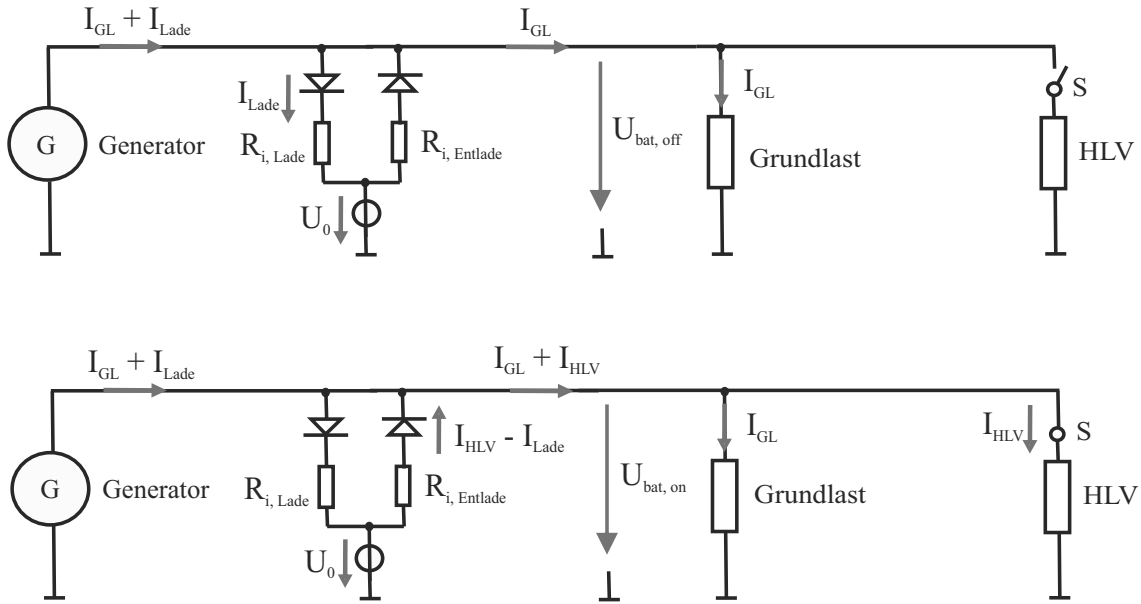 I_GL + I_Lade
I_GL
I_Lade
I_GL
S
G
Generator
R_i, Lade
R_i, Entlade
U_bat, off
Grundlast
HLV
U_0
I_GL + I_Lade
I_GL + I_HLV
I_HLV - I_Lade
I_GL
I_HLV
S
G
Generator
R_i, Lade
R_i, Entlade
U_bat, on
Grundlast
HLV
U_0